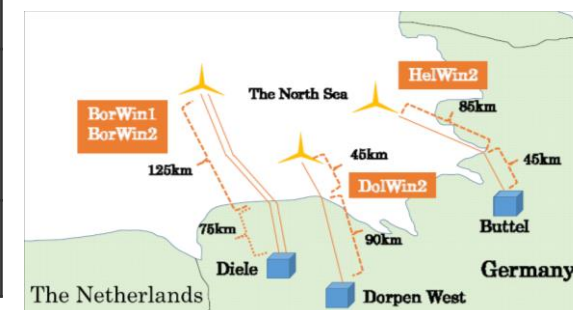 HelWin2
The North Sea
85km
BorWin1
BorWin2
45km
45km
125km
DolWin2
75km
90km
Buttel
Diele
Germany
The Netherlands
Dorpen West